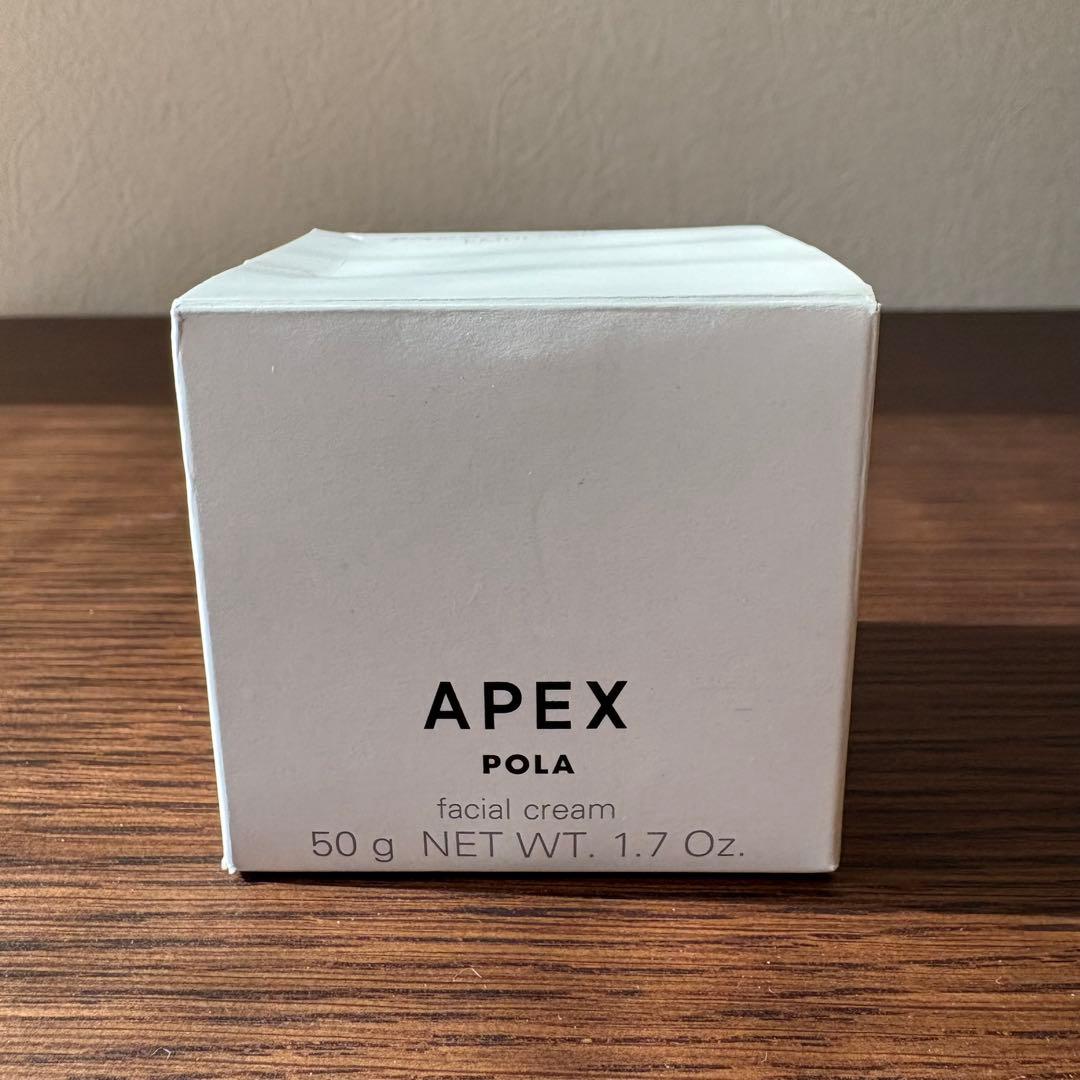 APEX
POLA
facial cream
50 g NET WT. 1.7 Oz.